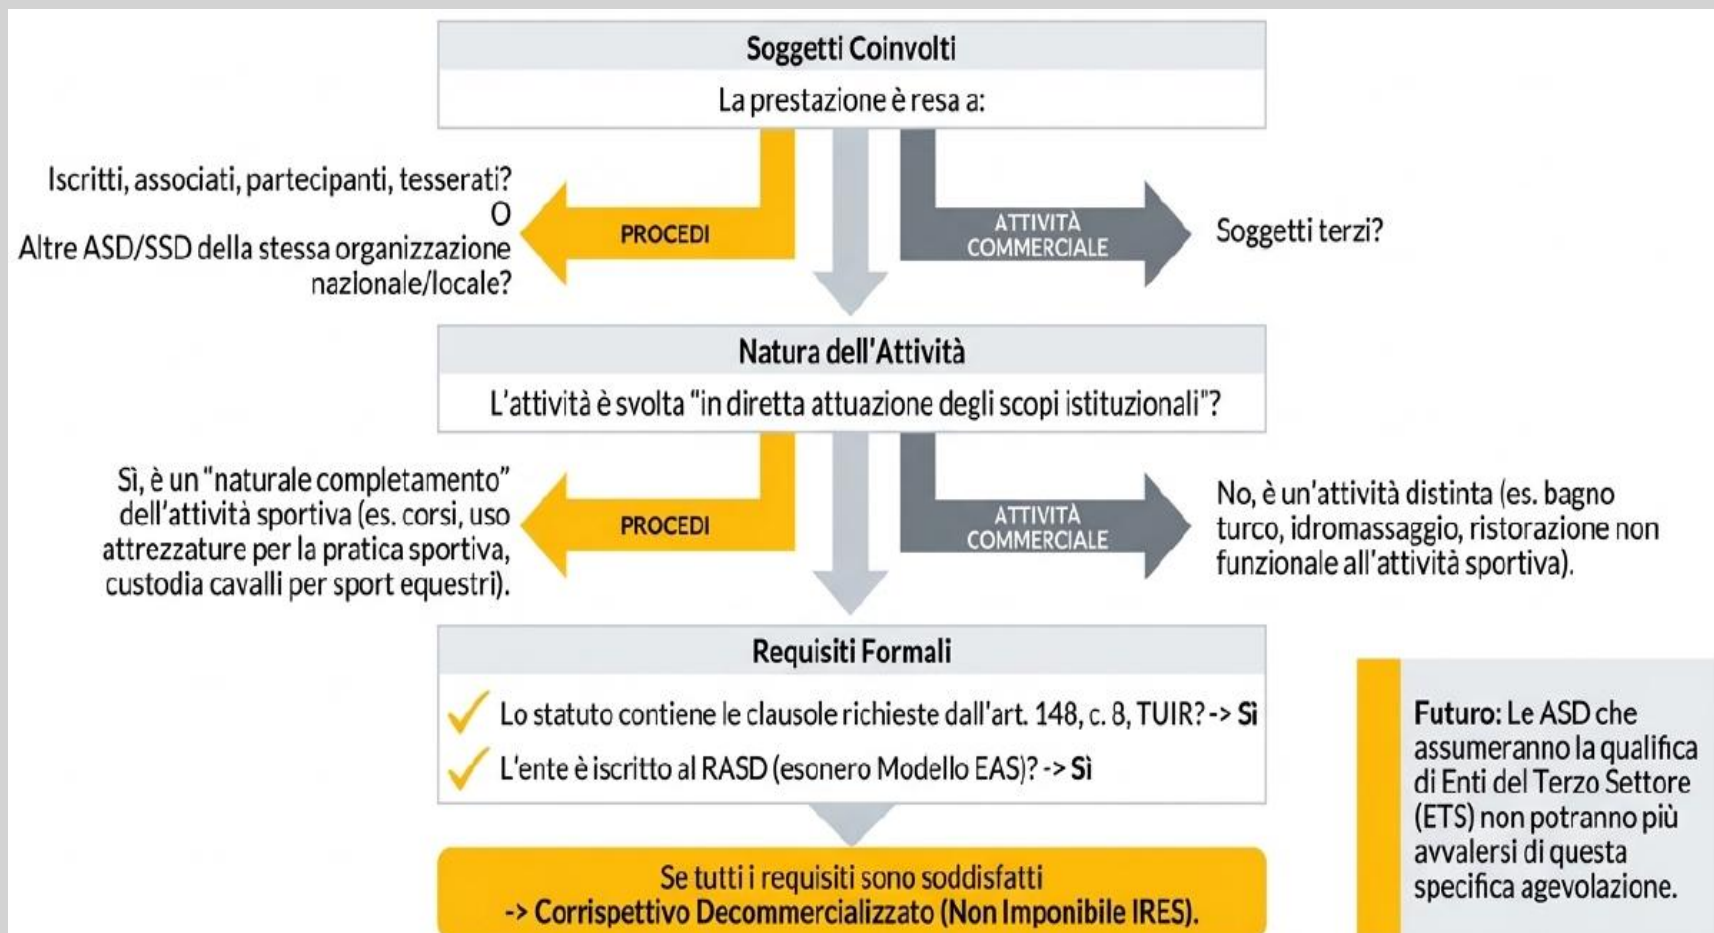 Soggetti Coinvolti
La prestazione è resa a:
Iscritti, associati, partecipanti, tesserati?
O
Altre ASD/SSD della stessa organizzazione
nazionale/locale?
PROCEDI
ATTIVITÀ
COMMERCIALE
Soggetti terzi?
Natura dell'Attività
L'attività è svolta "in diretta attuazione degli scopi istituzionali"?
Sì, è un "naturale completamento"
dell'attività sportiva (es. corsi, uso
attrezzature per la pratica sportiva,
custodia cavalli per sport equestri).
PROCEDI
ATTIVITÀ
COMMERCIALE
No, è un'attività distinta (es. bagno
turco, idromassaggio, ristorazione non
funzionale all'attività sportiva).
Requisiti Formali
Lo statuto contiene le clausole richieste dall'art. 148, c. 8, TUIR? -> Sì
L'ente è iscritto al RASD (esonero Modello EAS)? -> Sì
Se tutti i requisiti sono soddisfatti
-> Corrispettivo Decommercializzato (Non Imponibile IRES).
Futuro: Le ASD che
assumeranno la qualifica
di Enti del Terzo Settore
(ETS) non potranno più
avvalersi di questa
specifica agevolazione.